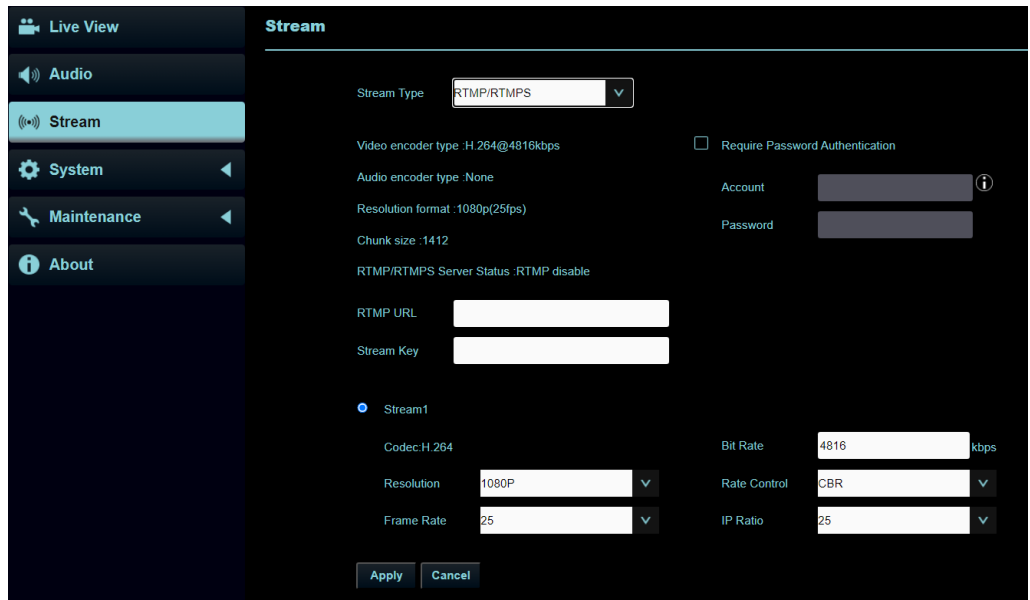 Live View
Audio
Stream
System
Maintenance
About
Stream
Stream Type RTMP/RTMPS
Video encoder type :H.264@4816kbps
Audio encoder type :None
Resolution format :1080p(25fps)
Chunk size :1412
RTMP/RTMPS Server Status :RTMP disable
Require Password Authentication
Account
Password
RTMP URL
Stream Key
Stream1
Codec:H.264
Bit Rate 4816 kbps
Resolution 1080P
Rate Control CBR
Frame Rate 25
IP Ratio 25
Apply Cancel